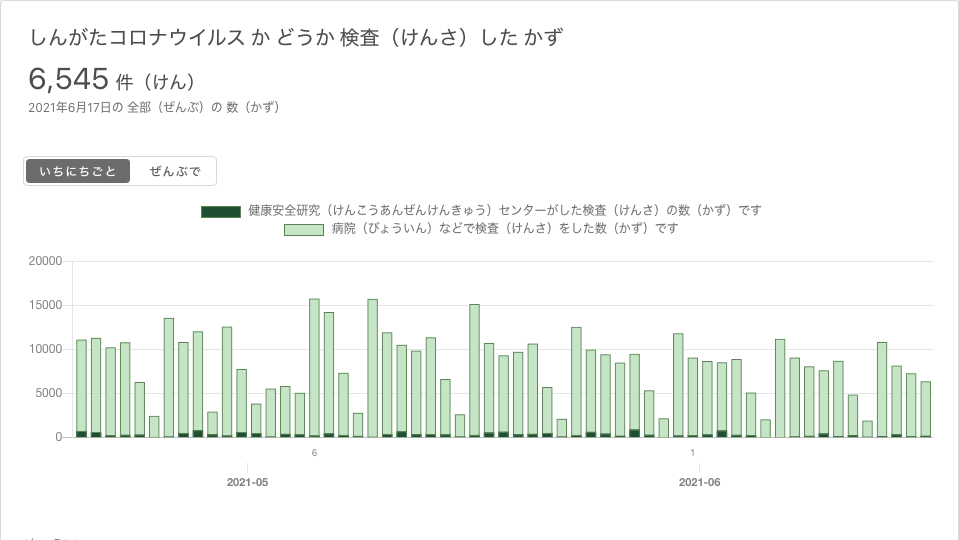 しんがたコロナウイルス か どうか 検査（けんさ）した かず
6,545 件（けん）
2021年6月17日の 全部（ぜんぶ）の 数（かず）
いちにちごと ぜんぶで
健康安全研究（けんこうあんぜんけんきゅう）センターがした検査（けんさ）の数（かず）です
病院（びょういん）などで検査（けんさ）をした数（かず）です
20000
15000
10000
5000
0
6 1
2021-05 2021-06